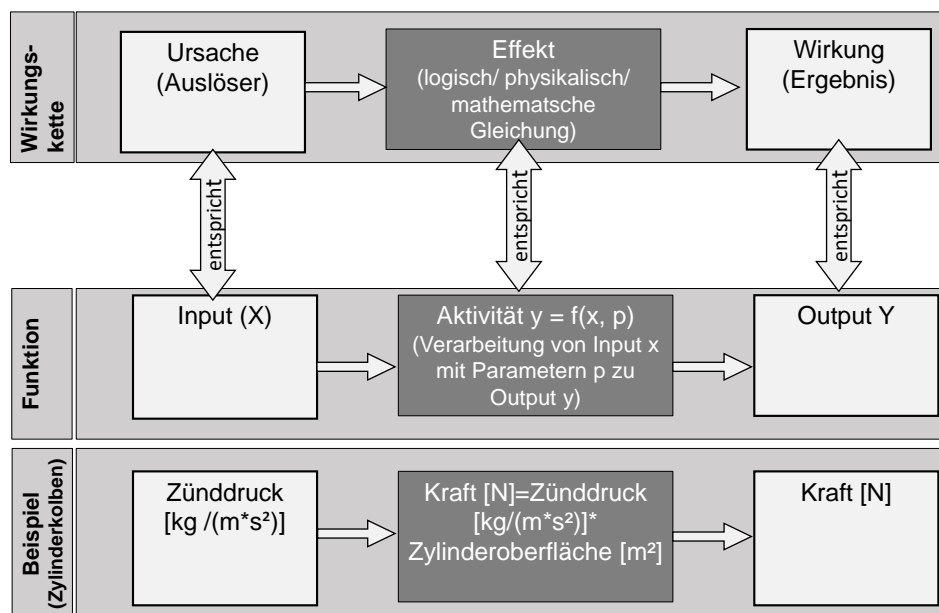 Wirkungs-
kette
Ursache
(Auslöser)
Effekt
(logisch/ physikalisch/
mathematsche
Gleichung)
Wirkung
(Ergebnis)
entspricht
entspricht
entspricht
Funktion
Input (X)
Aktivität y = f(x, p)
(Verarbeitung von Input x
mit Parametern p zu
Output y)
Output Y
Beispiel
(Zylinderkolben)
Zünddruck
[kg /(m*s²)]
Kraft [N]=Zünddruck
[kg/(m*s²)]*
Zylinderoberfläche [m²]
Kraft [N]